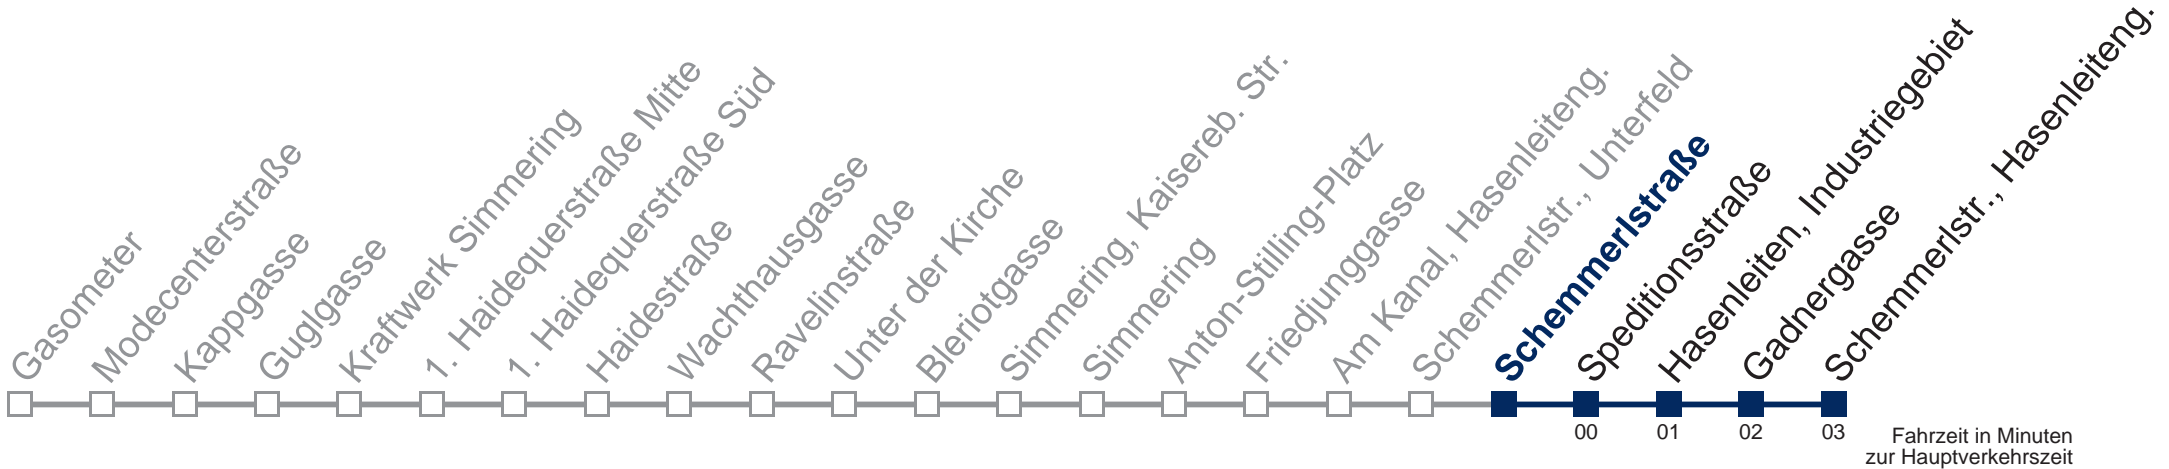 Gasometer
Modecenterstraße
Kappgasse
Guglgasse
Kraftwerk Simmering
1. Haidequerstraße Mitte
1. Haidequerstraße Süd
Haidestraße
Wachthausgasse
Ravelinstraße
Unter der Kirche
Bleriotgasse
Simmering, Kaisereb. Str.
Simmering
Anton-Stilling-Platz
Friedjunggasse
Am Kanal, Hasenleiteng.
Schemmerlstr., Unterfeld
Schemmerlstraße
Speditionsstraße
Hasenleiten, Industriegebiet
Gadnergasse
Schemmerlstr., Hasenleiteng.
00 01 02 03
Fahrzeit in Minuten
zur Hauptverkehrszeit